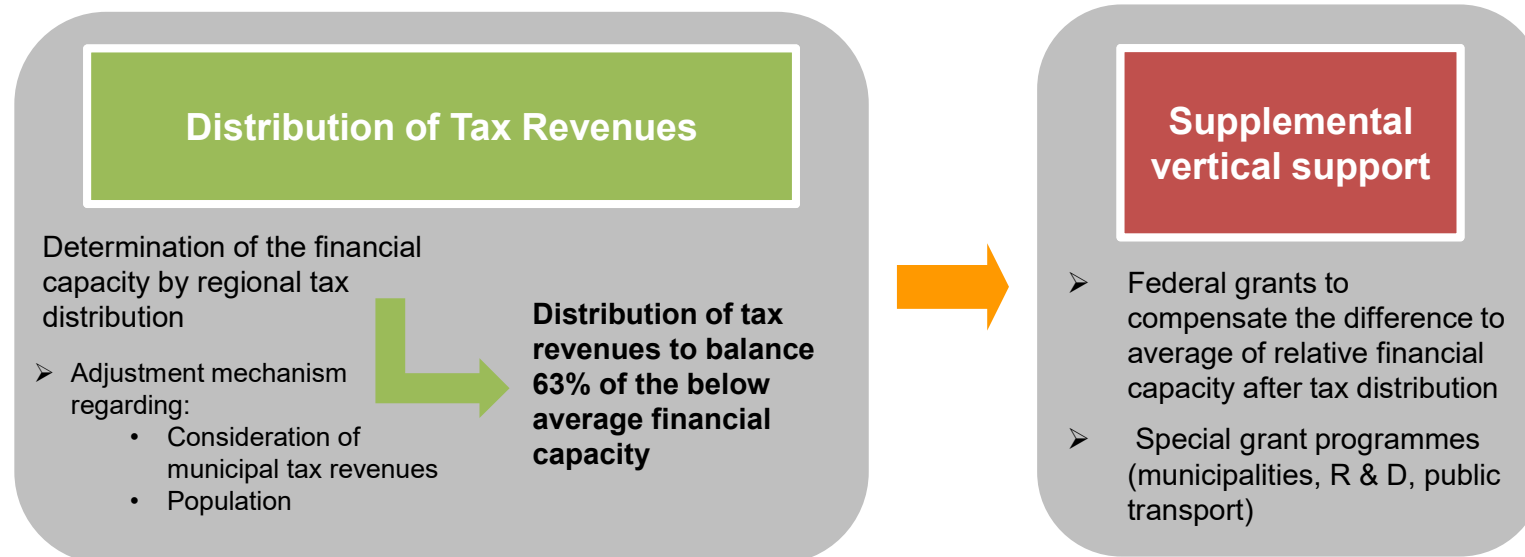 Distribution of Tax Revenues
Determination of the financial
capacity by regional tax
distribution
➢ Adjustment mechanism
regarding:
• Consideration of
municipal tax revenues
• Population
Distribution of tax
revenues to balance
63% of the below
average financial
capacity
Supplemental
vertical support
➢ Federal grants to
compensate the difference to
average of relative financial
capacity after tax distribution
➢ Special grant programmes
(municipalities, R & D, public
transport)